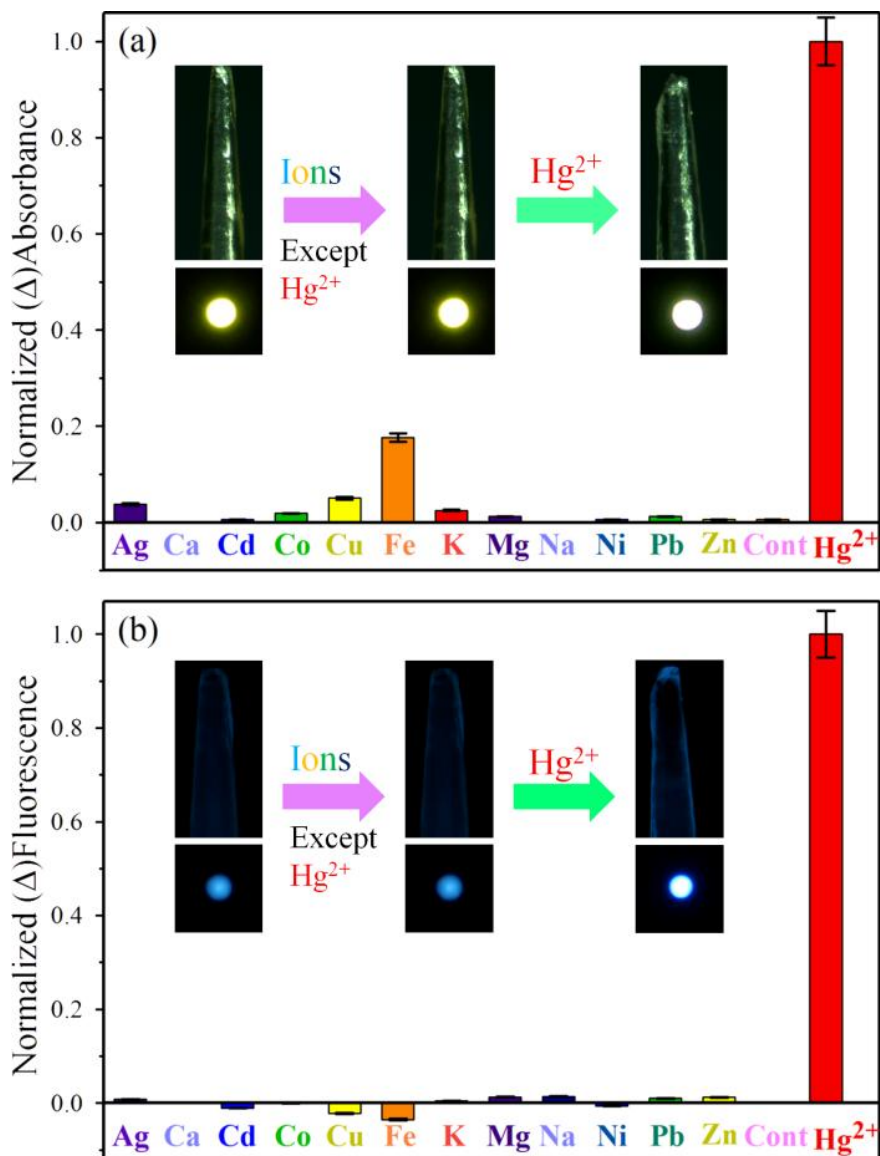 (a)
Normalized (Δ)Absorbance
1.0
0.8
0.6
0.4
0.2
0.0
Ions
Except
Hg²⁺
Hg²⁺
Ag Ca Cd Co Cu Fe K Mg Na Ni Pb Zn Cont Hg²⁺
(b)
Normalized (Δ)Fluorescence
1.0
0.8
0.6
0.4
0.2
0.0
Ions
Except
Hg²⁺
Hg²⁺
Ag Ca Cd Co Cu Fe K Mg Na Ni Pb Zn Cont Hg²⁺